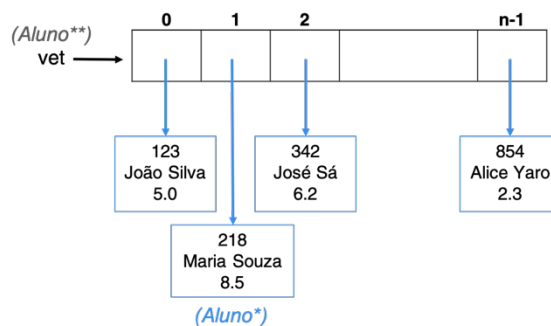 0 1 2 n-1
(Aluno**)
vet
123
João Silva
5.0
342
José Sá
6.2
854
Alice Yaro
2.3
218
Maria Souza
8.5
(Aluno*)